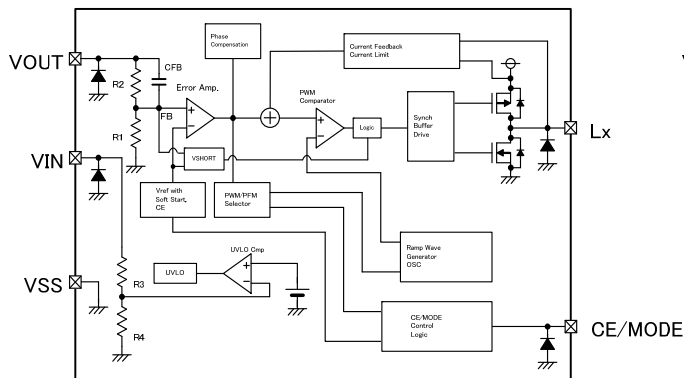 Phase
Compensation
Current Feedback
Current Limit
VOUT
CFB
R2
Error Amp.
PWM
Comparator
FB
R1
Logic
Synch
Buffer
Drive
Lx
VIN
VSHORT
Vref with
Soft Start,
CE
PWM/PFM
Selector
Ramp Wave
Generator
OSC
UVLO Cmp
UVLO
R3
VSS
R4
CE/MODE
Control
Logic
CE/MODE